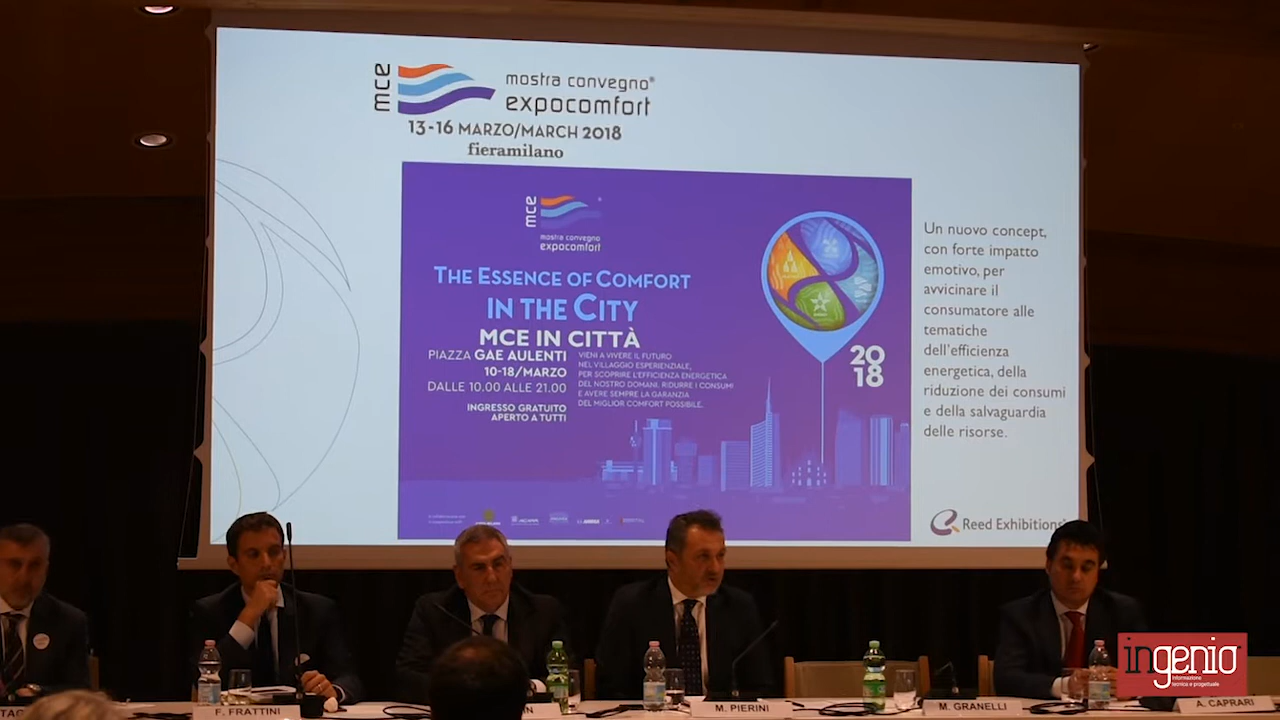 mce
mostra convegno®
expocomfort
13-16 MARZO/MARCH 2018
fieramilano
mce
mostra convegno
expocomfort
THE ESSENCE OF COMFORT
IN THE CITY
MCE IN CITTÀ
PIAZZA GAE AULENTI
10-18/MARZO
DALLE 10.00 ALLE 21.00
INGRESSO GRATUITO
APERTO A TUTTI
VIENI A VIVERE IL FUTURO
NEL VILLAGGIO ESPERIENZIALE,
PER SCOPRIRE L'EFFICIENZA ENERGETICA
DEL NOSTRO DOMANI. RIDURRE I CONSUMI
E AVERE SEMPRE LA GARANZIA
DEL MIGLIOR COMFORT POSSIBILE.
20
18
Un nuovo concept,
con forte impatto
emotivo, per
avvicinare il
consumatore alle
tematiche
dell'efficienza
energetica, della
riduzione dei consumi
e della salvaguardia
delle risorse.
Reed Exhibitions
F. FRATTINI
M. PIERINI
M. GRANELLI
A. CAPRARI
ingenio
informazione
tecnica e progettuale